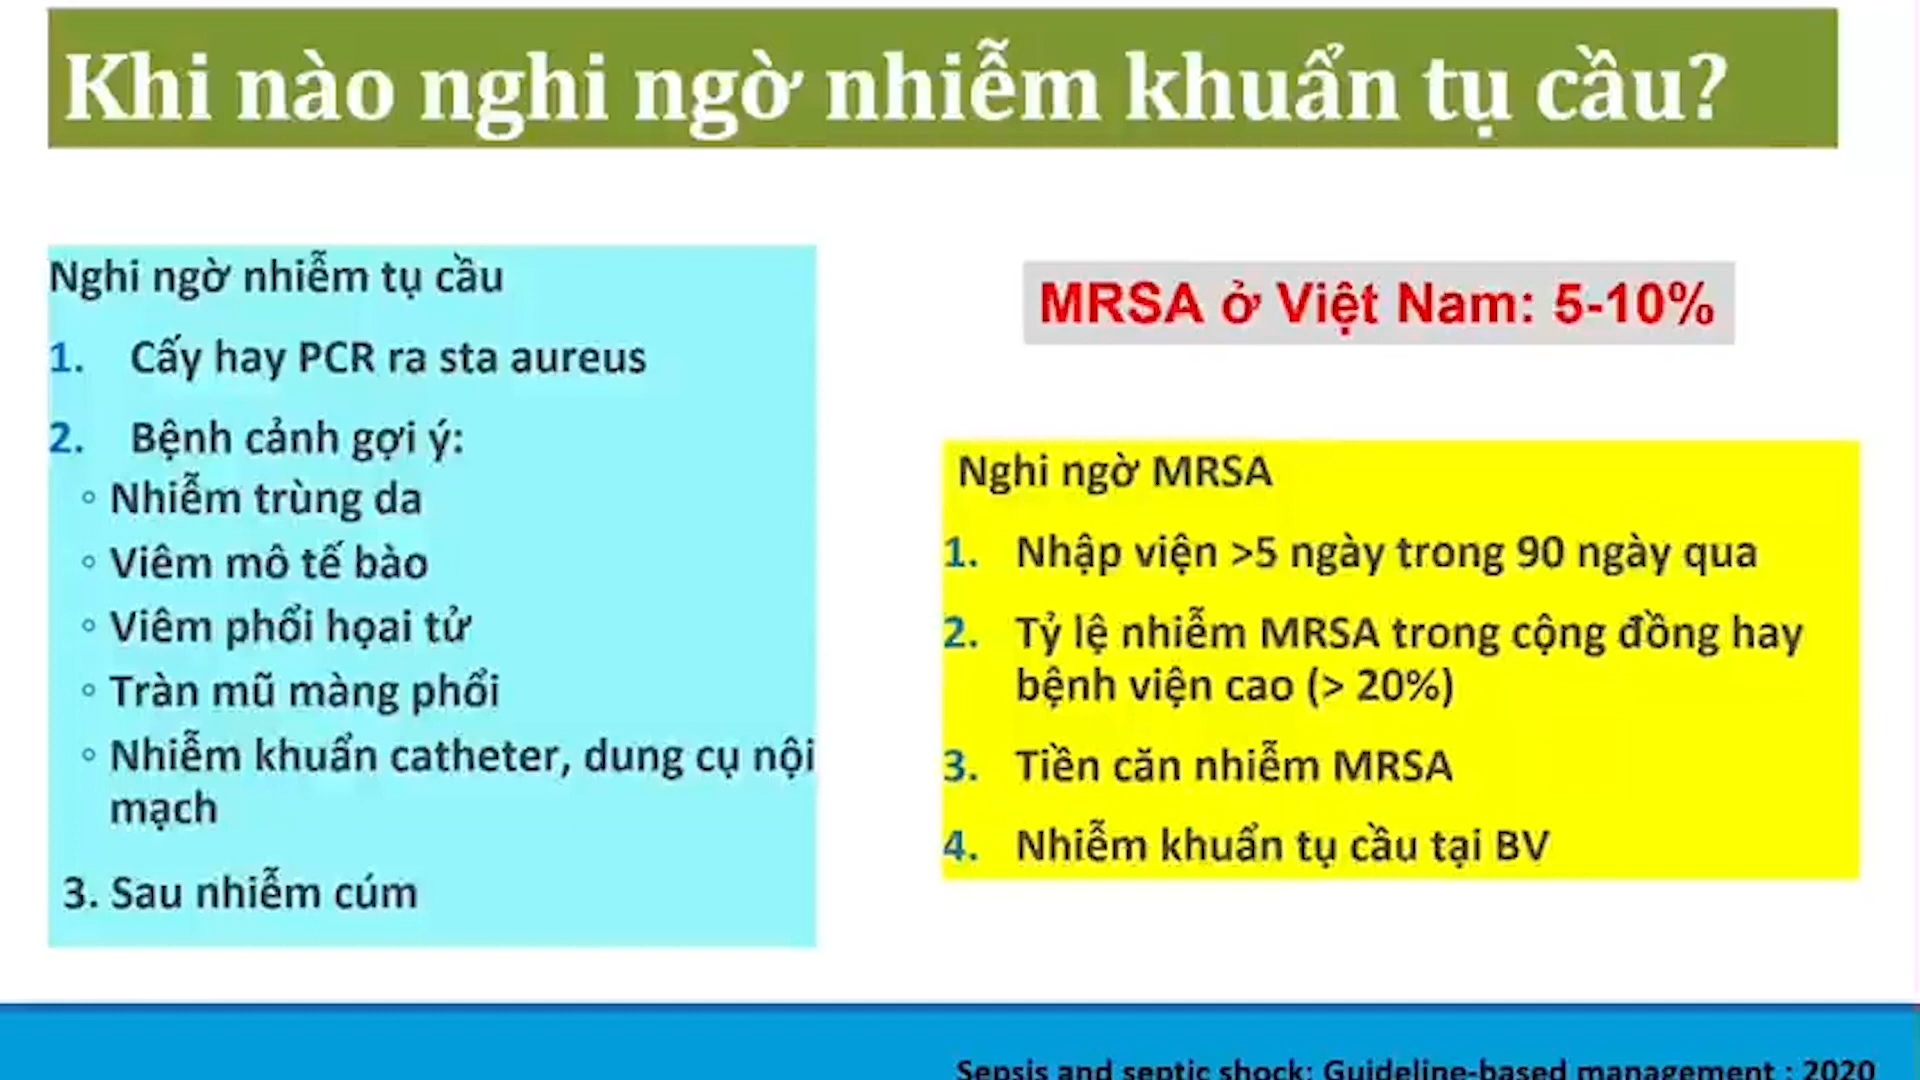 Khi nào nghi ngờ nhiễm khuẩn tụ cầu?
Nghi ngờ nhiễm tụ cầu
1. Cấy hay PCR ra sta aureus
2. Bệnh cảnh gợi ý:
◦ Nhiễm trùng da
◦ Viêm mô tế bào
◦ Viêm phổi họai tử
◦ Tràn mũ màng phổi
◦ Nhiễm khuẩn catheter, dung cụ nội
mạch
3. Sau nhiễm cúm
MRSA ở Việt Nam: 5-10%
Nghi ngờ MRSA
1. Nhập viện >5 ngày trong 90 ngày qua
2. Tỷ lệ nhiễm MRSA trong cộng đồng hay
bệnh viện cao (> 20%)
3. Tiền căn nhiễm MRSA
4. Nhiễm khuẩn tụ cầu tại BV
Sepsis and septic shock: Guideline-based management : 2020